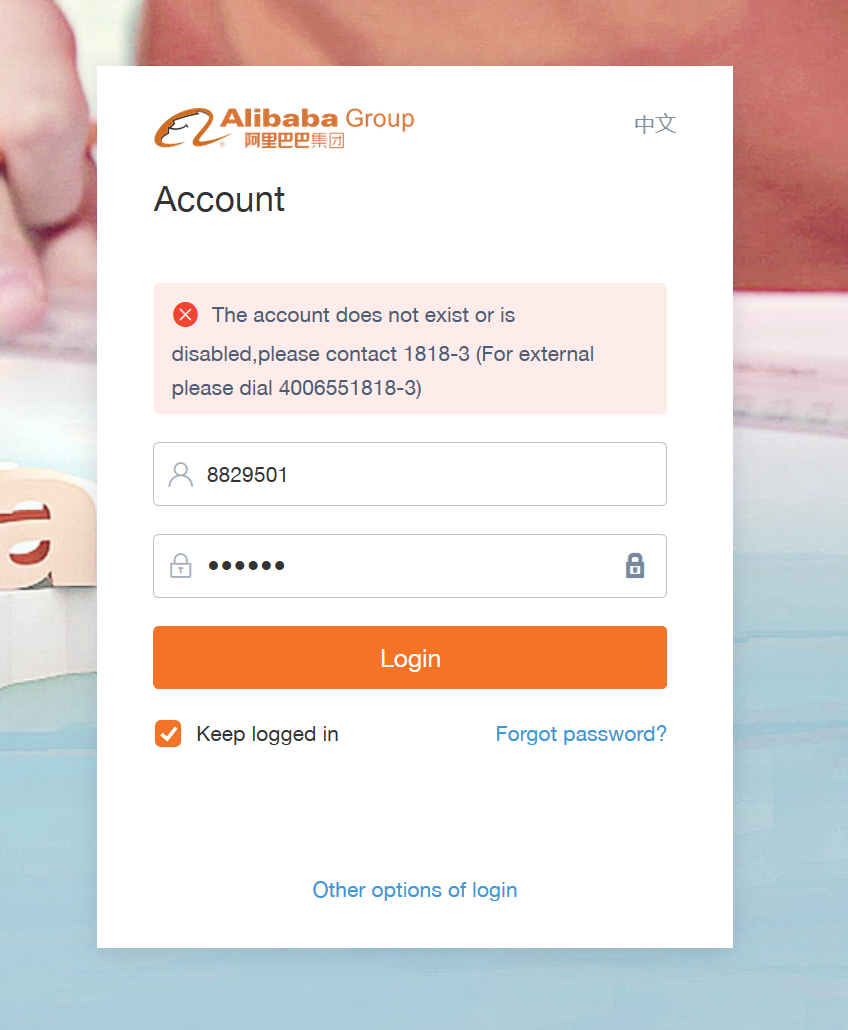 Alibaba Group
阿里巴巴集团
中文
Account
The account does not exist or is
disabled,please contact 1818-3 (For external
please dial 4006551818-3)
8829501
••••••
Login
Keep logged in
Forgot password?
Other options of login
a